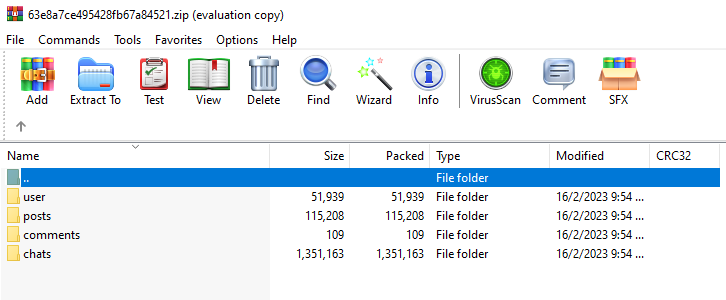 63e8a7ce495428fb67a84521.zip (evaluation copy)
File Commands Tools Favorites Options Help
Add Extract To Test View Delete Find Wizard Info VirusScan Comment SFX
Name Size Packed Type Modified CRC32
.. File folder
user 51,939 51,939 File folder 16/2/2023 9:54 ...
posts 115,208 115,208 File folder 16/2/2023 9:54 ...
comments 109 109 File folder 16/2/2023 9:54 ...
chats 1,351,163 1,351,163 File folder 16/2/2023 9:54 ...